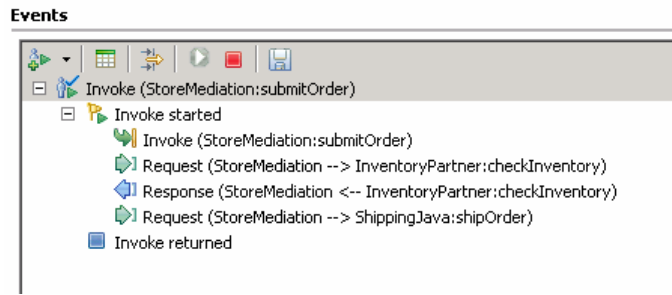 Events
Invoke (StoreMediation:submitOrder)
Invoke started
Invoke (StoreMediation:submitOrder)
Request (StoreMediation --> InventoryPartner:checkInventory)
Response (StoreMediation <-- InventoryPartner:checkInventory)
Request (StoreMediation --> ShippingJava:shipOrder)
Invoke returned